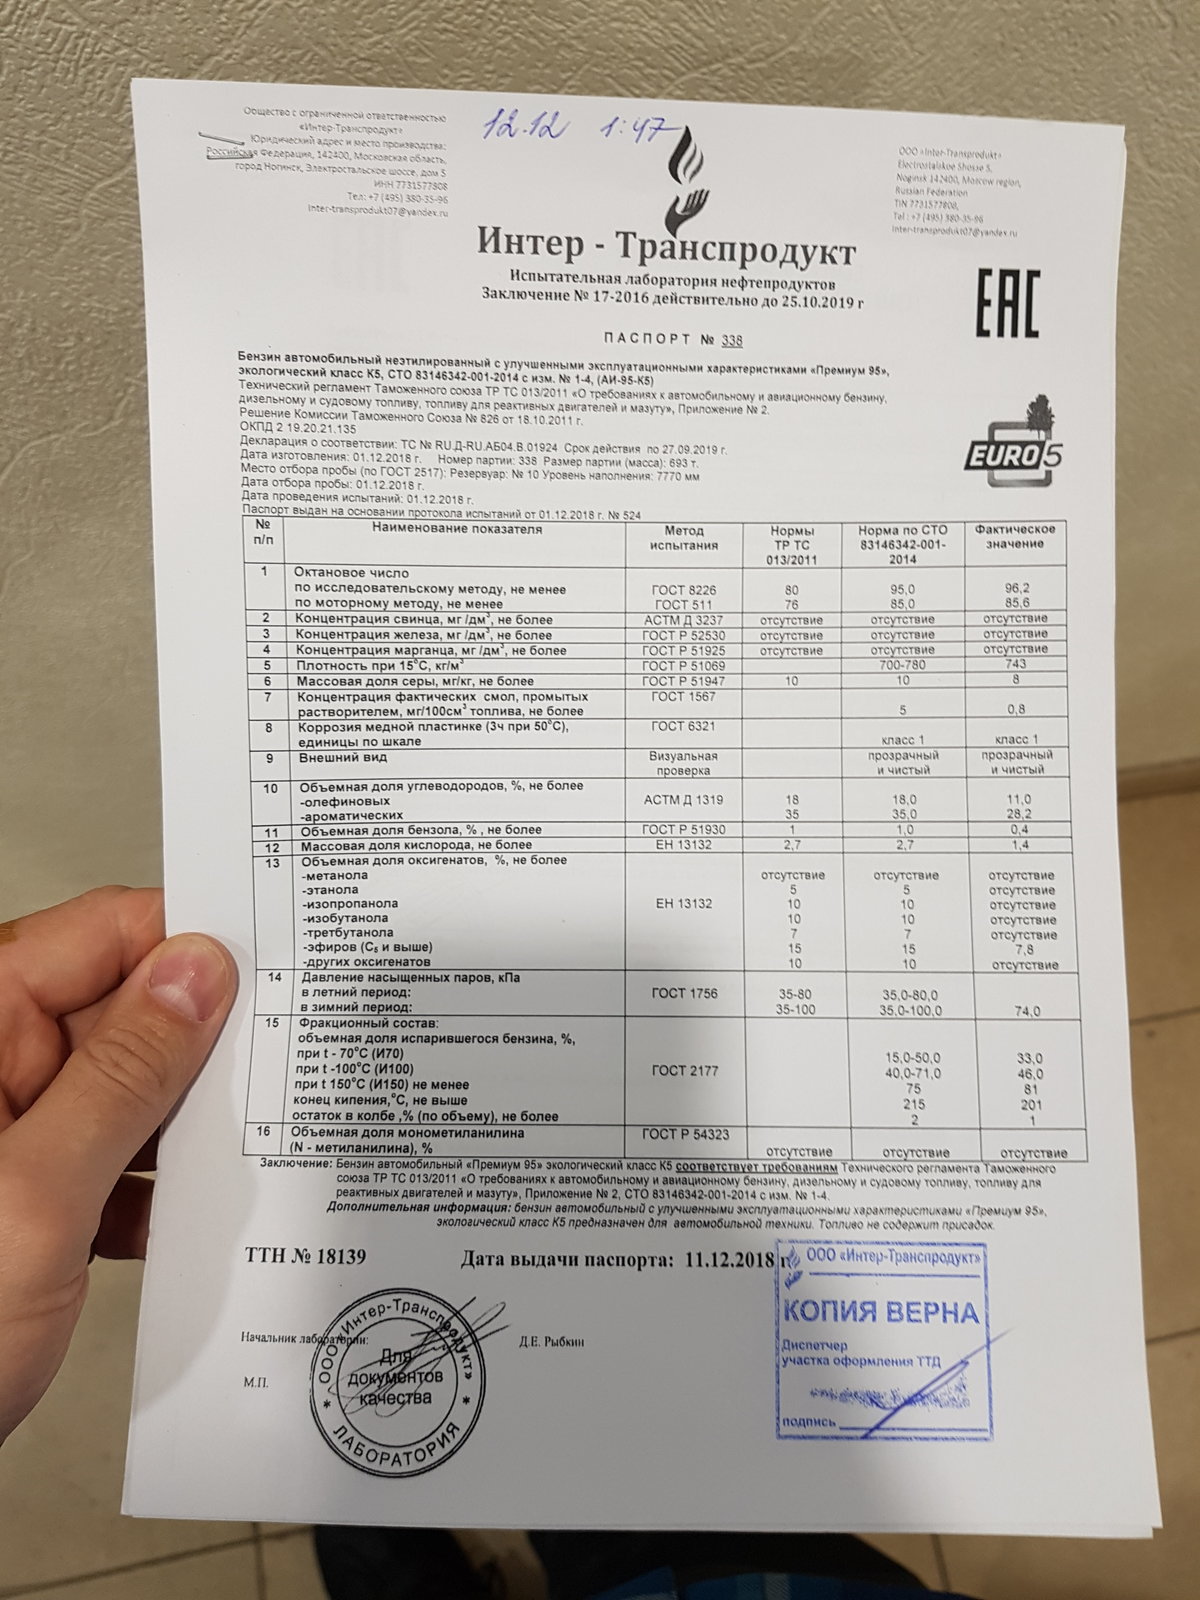 Общество с ограниченной ответственностью
«Интер-Транспродукт»
Юридический адрес и место производства:
Российская Федерация, 142400, Московская область,
город Ногинск, Электростальское шоссе, дом 5
ИНН 7731577808
Тел: +7 (495) 380-35-96
Inter-transprodukt07@yandex.ru
12.12 1:47
ООО «Inter-Transprodukt»
Electrostalskoe Shosse 5,
Noginsk 142400, Moscow region,
Russian Federation
TIN 7731577808,
Tel : +7 (495) 380-35-96
Inter-transprodukt07@yandex.ru
Интер - Транспродукт
Испытательная лаборатория нефтепродуктов
Заключение № 17-2016 действительно до 25.10.2019 г
EAC
ПАСПОРТ № 338
Бензин автомобильный неэтилированный с улучшенными эксплуатационными характеристиками «Премиум 95»,
экологический класс К5, СТО 83146342-001-2014 с изм. № 1-4, (АИ-95-К5)
Технический регламент Таможенного союза ТР ТС 013/2011 «О требованиях к автомобильному и авиационному бензину,
дизельному и судовому топливу, топливу для реактивных двигателей и мазуту», Приложение № 2.
Решение Комиссии Таможенного Союза № 826 от 18.10.2011 г.
ОКПД 2 19.20.21.135
Декларация о соответствии: ТС № RU.Д-RU.АБ04.В.01924 Срок действия по 27.09.2019 г.
Дата изготовления: 01.12.2018 г. Номер партии: 338 Размер партии (масса): 693 т.
Место отбора пробы (по ГОСТ 2517): Резервуар: № 10 Уровень наполнения: 7770 мм
Дата отбора пробы: 01.12.2018 г.
Дата проведения испытаний: 01.12.2018 г.
Паспорт выдан на основании протокола испытаний от 01.12.2018 г. № 524
EURO 5
№ п/п Наименование показателя Метод испытания Нормы ТР ТС 013/2011 Норма по СТО 83146342-001-2014 Фактическое значение
1 Октановое число
по исследовательскому методу, не менее ГОСТ 8226 80 95,0 96,2
по моторному методу, не менее ГОСТ 511 76 85,0 85,6
2 Концентрация свинца, мг /дм³, не более АСТМ Д 3237 отсутствие отсутствие отсутствие
3 Концентрация железа, мг/дм³, не более ГОСТ Р 52530 отсутствие отсутствие отсутствие
4 Концентрация марганца, мг /дм³, не более ГОСТ Р 51925 отсутствие отсутствие отсутствие
5 Плотность при 15°С, кг/м³ ГОСТ Р 51069 700-780 743
6 Массовая доля серы, мг/кг, не более ГОСТ Р 51947 10 10 8
7 Концентрация фактических смол, промытых ГОСТ 1567
растворителем, мг/100см³ топлива, не более 5 0,8
8 Коррозия медной пластинке (3ч при 50°С), ГОСТ 6321
единицы по шкале класс 1 класс 1
9 Внешний вид Визуальная проверка прозрачный и чистый прозрачный и чистый
10 Объемная доля углеводородов, %, не более
-олефиновых АСТМ Д 1319 18 18,0 11,0
-ароматических 35 35,0 28,2
11 Объемная доля бензола, % , не более ГОСТ Р 51930 1 1,0 0,4
12 Массовая доля кислорода, не более ЕН 13132 2,7 2,7 1,4
13 Объемная доля оксигенатов, %, не более
-метанола отсутствие отсутствие отсутствие
-этанола 5 5 отсутствие
-изопропанола ЕН 13132 10 10 отсутствие
-изобутанола 10 10 отсутствие
-третбутанола 7 7 отсутствие
-эфиров (С₅ и выше) 15 15 7,8
-других оксигенатов 10 10 отсутствие
14 Давление насыщенных паров, кПа
в летний период: ГОСТ 1756 35-80 35,0-80,0
в зимний период: 35-100 35,0-100,0 74,0
15 Фракционный состав:
объемная доля испарившегося бензина, %,
при t - 70°С (И70) 15,0-50,0 33,0
при t -100°С (И100) ГОСТ 2177 40,0-71,0 46,0
при t 150°С (И150) не менее 75 81
конец кипения,°С, не выше 215 201
остаток в колбе ,% (по объему), не более 2 1
16 Объемная доля монометиланилина ГОСТ Р 54323
(N - метиланилина), % отсутствие отсутствие отсутствие
Заключение: Бензин автомобильный «Премиум 95» экологический класс К5 соответствует требованиям Технического регламента Таможенного
союза ТР ТС 013/2011 «О требованиях к автомобильному и авиационному бензину, дизельному и судовому топливу, топливу для
реактивных двигателей и мазуту», Приложение № 2, СТО 83146342-001-2014 с изм. № 1-4.
Дополнительная информация: бензин автомобильный с улучшенными эксплуатационными характеристиками «Премиум 95»,
экологический класс К5 предназначен для автомобильной техники. Топливо не содержит присадок.
ТТН № 18139 Дата выдачи паспорта: 11.12.2018 г.
Начальник лаборатории: Д.Е. Рыбкин
М.П.
ООО «Интер-Транспродукт»
Для
документов
качества
ЛАБОРАТОРИЯ
ООО «Интер-Транспродукт»
КОПИЯ ВЕРНА
Диспетчер
участка оформления ТТД
подпись